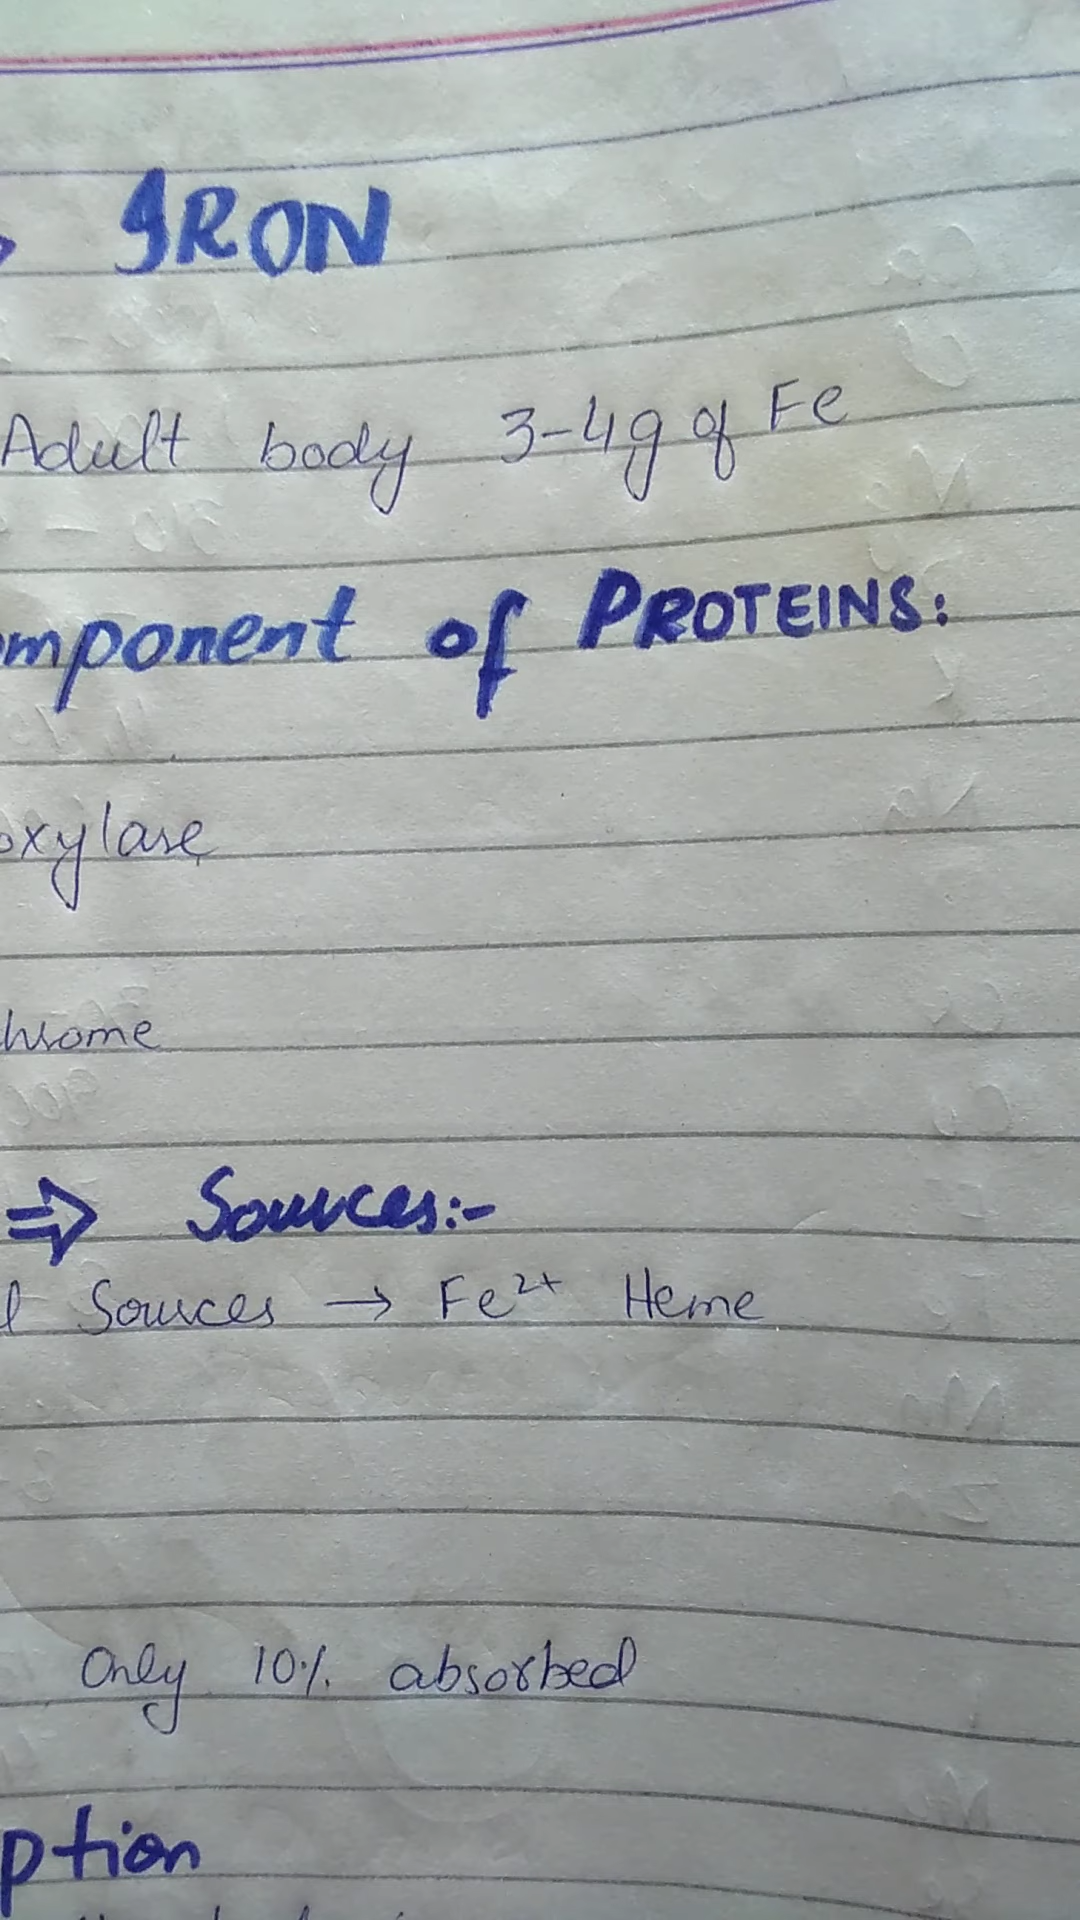 IRON
Adult body 3-4g of Fe
mponent of PROTEINS:
oxylase
hrome
⇒ Sources:-
l Sources → Fe²⁺ Heme
Only 10% absorbed
ption